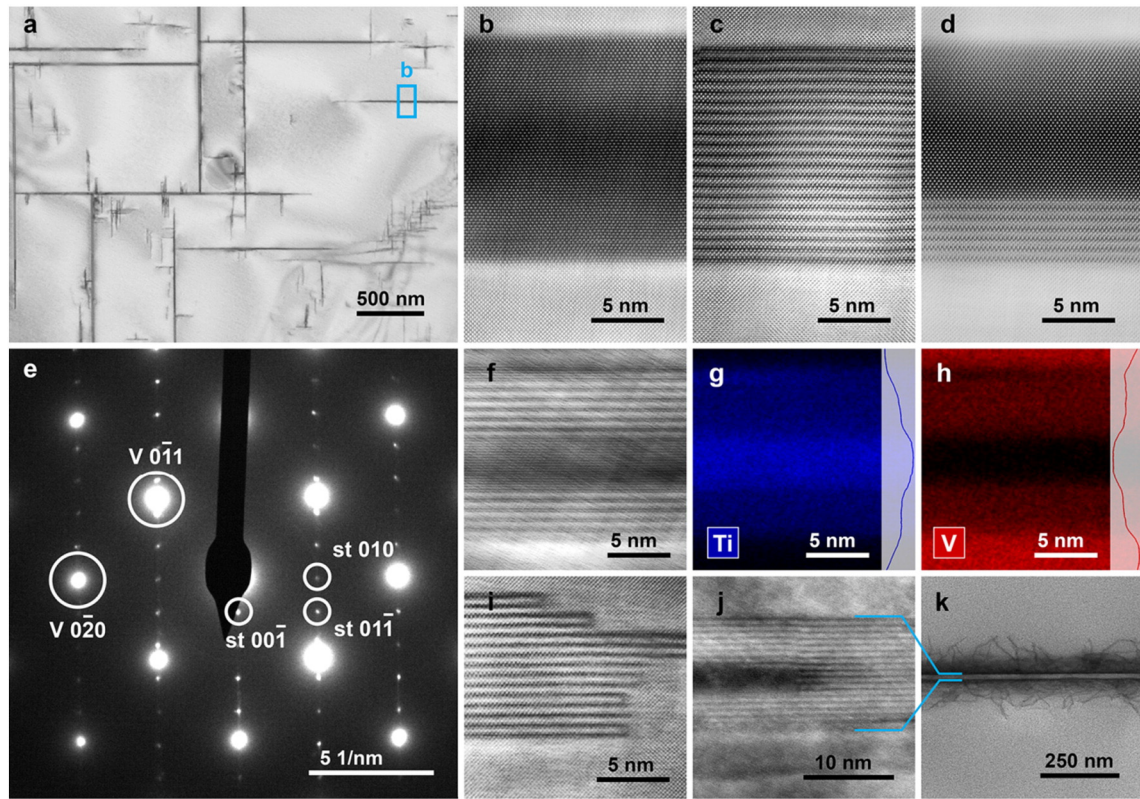 a
b
500 nm
b
5 nm
c
5 nm
d
5 nm
e
V 01̅1
V 02̅0
st 010
st 001̅
st 011̅
5 1/nm
f
5 nm
g
Ti
5 nm
h
V
5 nm
i
5 nm
j
10 nm
k
250 nm